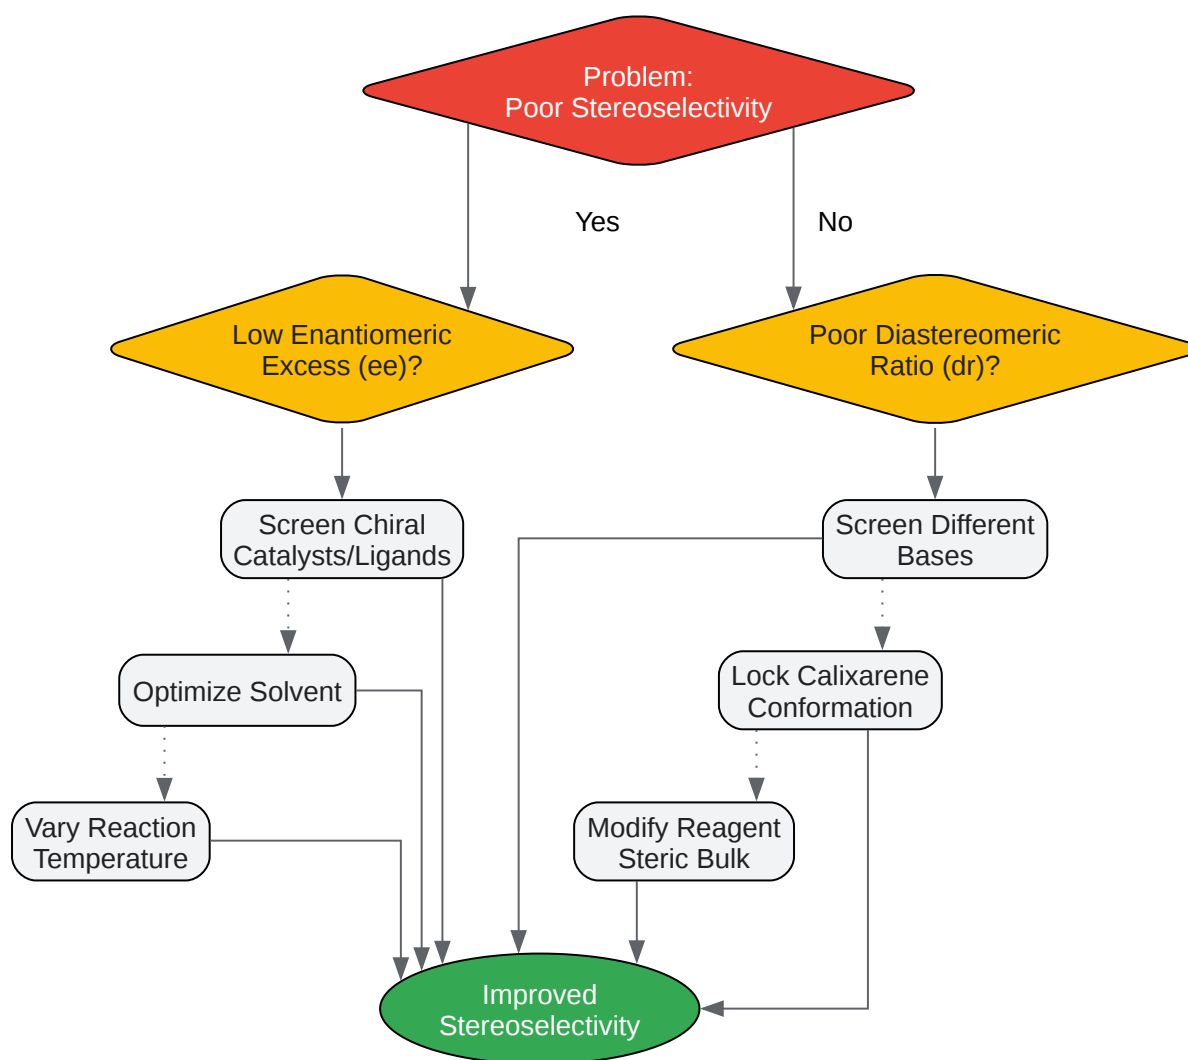 Problem:
Poor Stereoselectivity
Yes
No
Low Enantiomeric
Excess (ee)?
Poor Diastereomeric
Ratio (dr)?
Screen Chiral
Catalysts/Ligands
Screen Different
Bases
Optimize Solvent
Lock Calixarene
Conformation
Vary Reaction
Temperature
Modify Reagent
Steric Bulk
Improved
Stereoselectivity